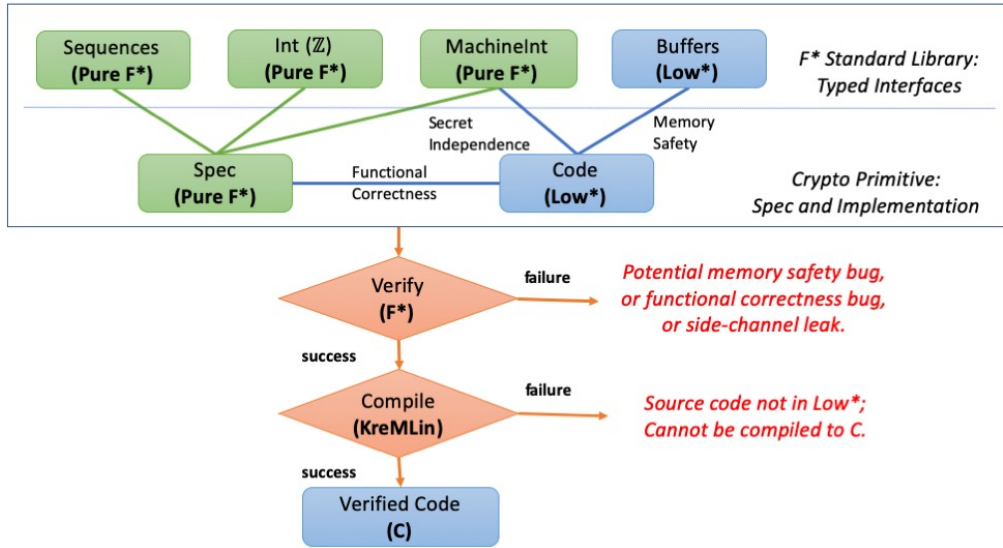 Sequences
(Pure F*)
Int (ℤ)
(Pure F*)
MachineInt
(Pure F*)
Buffers
(Low*)
F* Standard Library:
Typed Interfaces
Secret
Independence
Memory
Safety
Spec
(Pure F*)
Functional
Correctness
Code
(Low*)
Crypto Primitive:
Spec and Implementation
Verify
(F*)
failure
Potential memory safety bug,
or functional correctness bug,
or side-channel leak.
success
Compile
(KreMLin)
failure
Source code not in Low*;
Cannot be compiled to C.
success
Verified Code
(C)